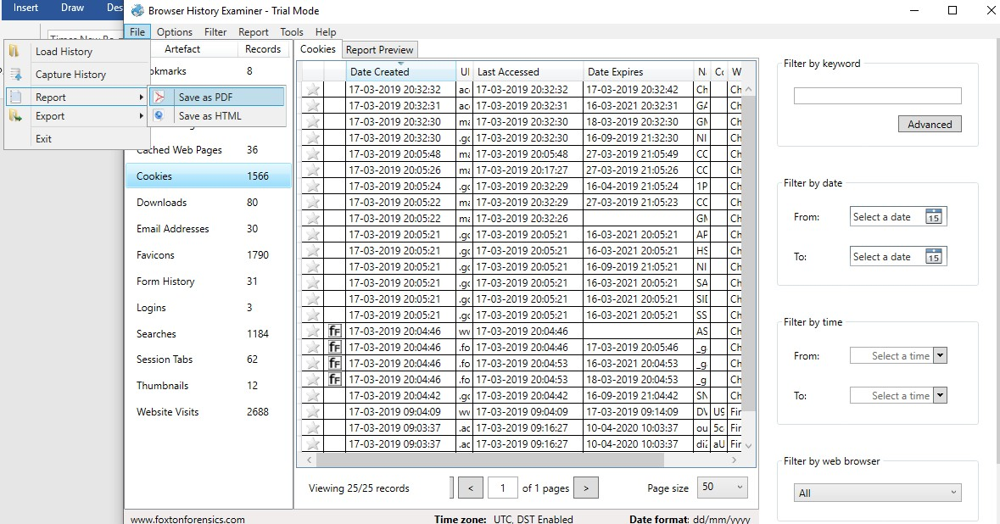 Insert Draw Des
Browser History Examiner - Trial Mode
File Options Filter Report Tools Help
Load History
Capture History
Report
Export
Exit
Save as PDF
Save as HTML
Artefact Records
okmarks 8
Cached Web Pages 36
Cookies 1566
Downloads 80
Email Addresses 30
Favicons 1790
Form History 31
Logins 3
Searches 1184
Session Tabs 62
Thumbnails 12
Website Visits 2688
Cookies Report Preview
Date Created UI Last Accessed Date Expires N Cc W
17-03-2019 20:32:32 ac 17-03-2019 20:32:32 17-03-2019 20:32:42 Ch
17-03-2019 20:32:31 ac 17-03-2019 20:32:31 16-03-2021 20:32:31 GA Ch
17-03-2019 20:32:30 ma 17-03-2019 20:32:30 18-03-2019 20:32:30 GN Ch
17-03-2019 20:32:30 .gc 17-03-2019 20:32:30 16-09-2019 21:32:30 NI Ch
17-03-2019 20:05:48 ma 17-03-2019 20:05:48 27-03-2019 21:05:49 CC Ch
17-03-2019 20:05:26 ma 17-03-2019 20:17:27 27-03-2019 21:05:26 CC Ch
17-03-2019 20:05:24 .gc 17-03-2019 20:32:29 16-04-2019 21:05:24 1P Ch
17-03-2019 20:05:22 ma 17-03-2019 20:32:29 27-03-2019 21:05:23 CC Ch
17-03-2019 20:05:22 ma 17-03-2019 20:32:26 GN Ch
17-03-2019 20:05:21 .gc 17-03-2019 20:05:21 16-03-2021 20:05:21 AP Ch
17-03-2019 20:05:21 .gc 17-03-2019 20:05:21 16-03-2021 20:05:21 HS Ch
17-03-2019 20:05:21 .gc 17-03-2019 20:05:21 16-03-2021 20:05:21 NI Ch
17-03-2019 20:05:21 .gc 17-03-2019 20:05:21 16-03-2021 20:05:21 SA Ch
17-03-2019 20:05:21 .gc 17-03-2019 20:05:21 16-03-2021 20:05:21 SID Ch
17-03-2019 20:05:21 .gc 17-03-2019 20:05:21 16-03-2021 20:05:21 SS Ch
17-03-2019 20:04:46 wv 17-03-2019 20:04:46 AS Ch
17-03-2019 20:04:46 .fo 17-03-2019 20:04:46 17-03-2019 20:05:46 _g Ch
17-03-2019 20:04:46 .fo 17-03-2019 20:04:53 16-03-2021 20:04:53 _g Ch
17-03-2019 20:04:46 .fo 17-03-2019 20:04:53 18-03-2019 20:04:53 _g Ch
17-03-2019 20:04:42 .gc 17-03-2019 20:04:42 16-09-2019 21:04:42 SN Ch
17-03-2019 09:04:09 wv 17-03-2019 09:04:09 17-03-2019 09:14:09 DV U9 Fir
17-03-2019 09:03:37 .ac 17-03-2019 09:16:27 10-04-2020 10:03:37 ou 5c Fir
17-03-2019 09:03:37 .ac 17-03-2019 09:16:27 10-04-2020 10:03:37 di2 aU Fir
Viewing 25/25 records < 1 of 1 pages > Page size 50
Filter by keyword
Advanced
Filter by date
From: Select a date 15
To: Select a date 15
Filter by time
From: Select a time
To: Select a time
Filter by web browser
All
www.foxtonforensics.com Time zone: UTC, DST Enabled Date format: dd/mm/yyyy